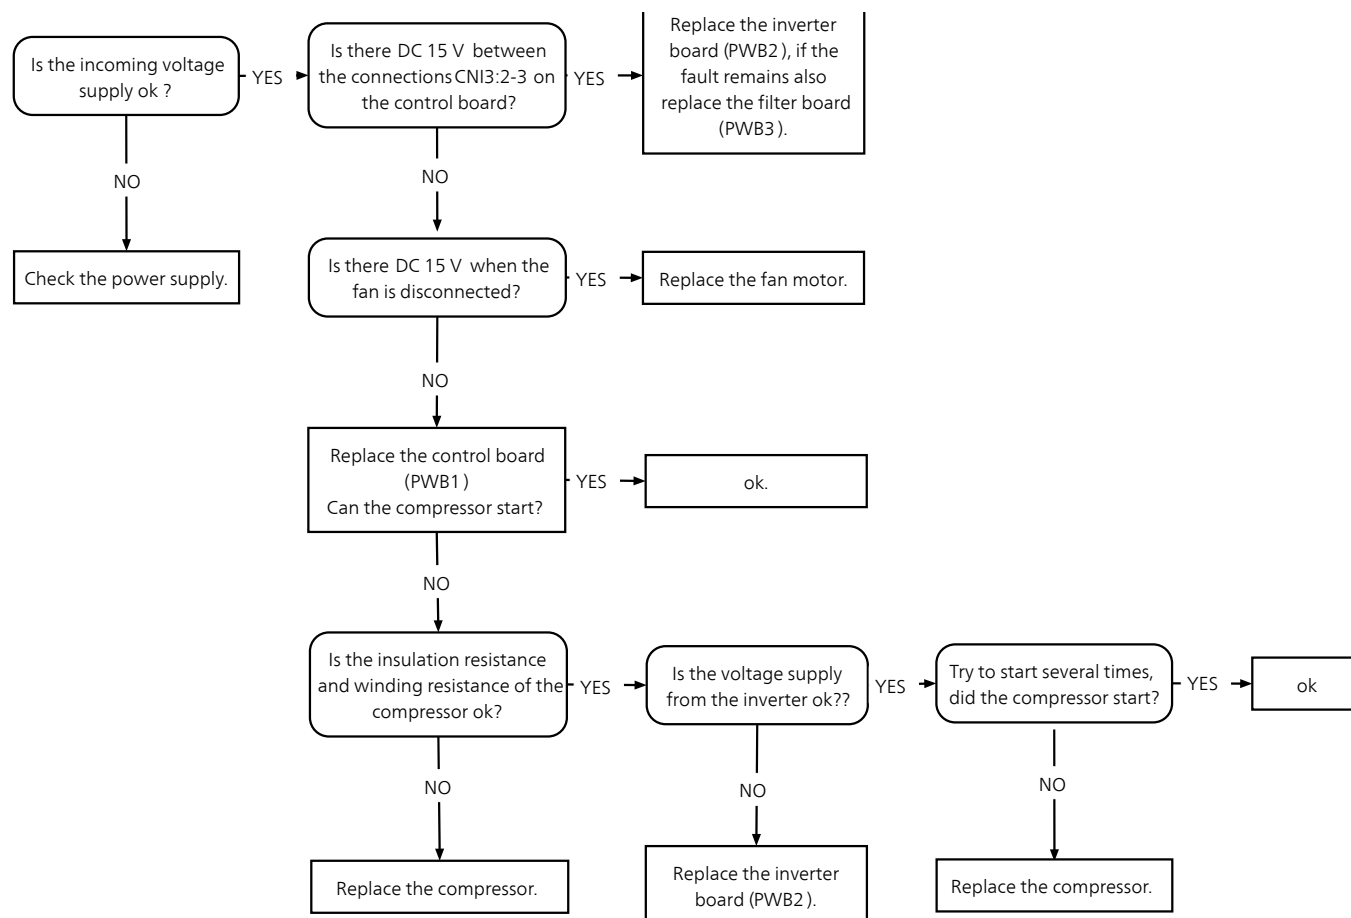 Is the incoming voltage
supply ok ?
YES
Is there DC 15 V between
the connections CNI3:2-3 on
the control board?
YES
Replace the inverter
board (PWB2), if the
fault remains also
replace the filter board
(PWB3).
NO
NO
Check the power supply.
Is there DC 15 V when the
fan is disconnected?
YES
Replace the fan motor.
NO
Replace the control board
(PWB1)
Can the compressor start?
YES
ok.
NO
Is the insulation resistance
and winding resistance of the
compressor ok?
YES
Is the voltage supply
from the inverter ok??
YES
Try to start several times,
did the compressor start?
YES
ok
NO
NO
NO
Replace the compressor.
Replace the inverter
board (PWB2).
Replace the compressor.